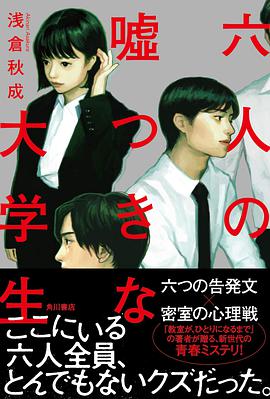 六人の
嘘つきな
大学生
浅倉秋成
角川書店
六つの告発文
×
密室の心理戦
『教室が、ひとりになるまで』
の著者が贈る、新世代の
青春ミステリ!
ここにいる
六人全員、
とんでもないクズだった。